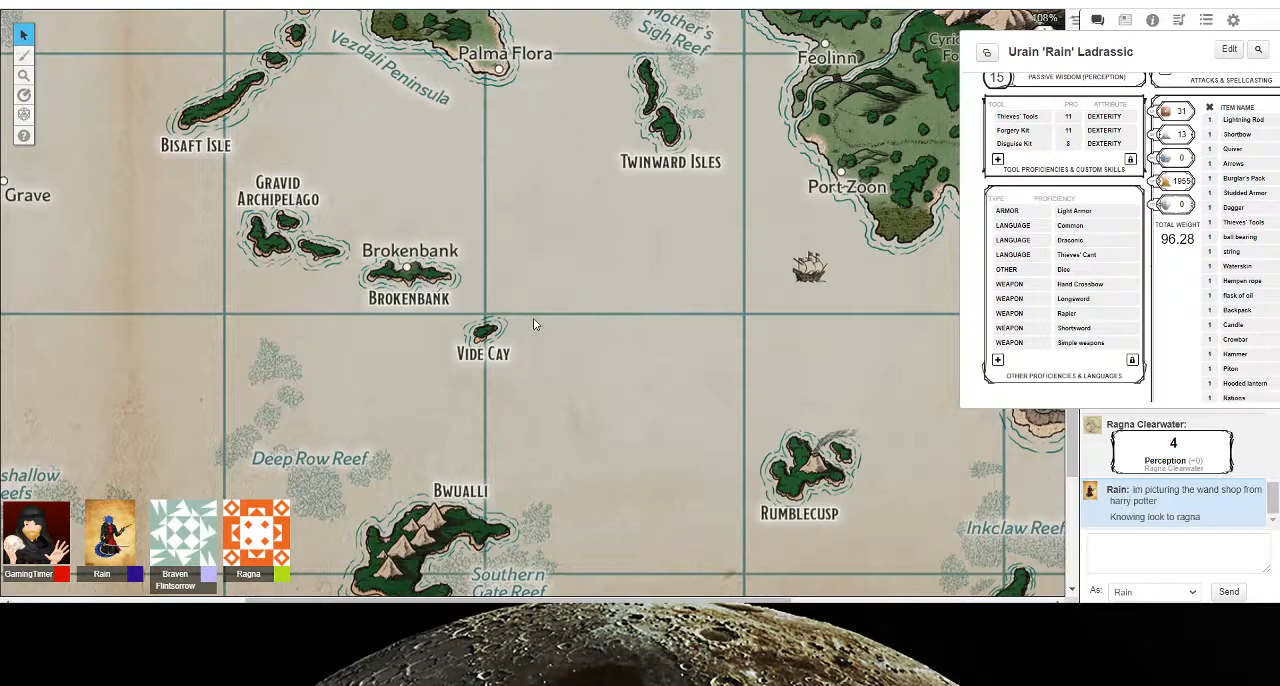 108%
Mother's
Sigh Reef
Vezdali Peninsula
Palma Flora
Feolinn
BISAFT ISLE
TWINWARD ISLES
Grave
GRAVID
ARCHIPELAGO
Port Zoon
Brokenbank
BROKENBANK
VIDE CAY
Deep Row Reef
shallow
eefs
BWUALLI
RUMBLECUSP
Inkclaw Reef
Southern
Gate Reef
GamingTimer
Rain
Braven
Flintsorrow
Ragna
Urain 'Rain' Ladrassic
Edit
15
PASSIVE WISDOM (PERCEPTION)
ATTACKS & SPELLCASTING
TOOL PRO ATTRIBUTE
Thieves' Tools 11 DEXTERITY
Forgery Kit 11 DEXTERITY
Disguise Kit 8 DEXTERITY
TOOL PROFICIENCIES & CUSTOM SKILLS
TYPE PROFICIENCY
ARMOR Light Armor
LANGUAGE Common
LANGUAGE Draconic
LANGUAGE Thieves' Cant
OTHER Dice
WEAPON Hand Crossbow
WEAPON Longsword
WEAPON Rapier
WEAPON Shortsword
WEAPON Simple weapons
OTHER PROFICIENCIES & LANGUAGES
31
13
0
1955
0
TOTAL WEIGHT
96.28
ITEM NAME
1 Lightning Rod
1 Shortbow
1 Quiver
1 Arrows
1 Burglar's Pack
1 Studded Armor
1 Dagger
1 Thieves' Tools
1 ball bearing
1 string
1 Waterskin
1 Hempen rope
1 flask of oil
1 Backpack
1 Candle
1 Crowbar
1 Hammer
1 Piton
1 Hooded lantern
1 Rations
Ragna Clearwater:
4
Perception (+0)
Ragna Clearwater
Rain: im picturing the wand shop from
harry potter
Knowing look to ragna
As: Rain Send